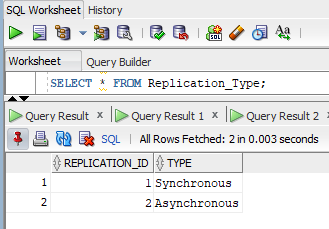 SQL Worksheet History
Worksheet Query Builder
SELECT * FROM Replication_Type;
Query Result x Query Result 1 x Query Result 2
SQL | All Rows Fetched: 2 in 0.003 seconds
REPLICATION_ID TYPE
1 1 Synchronous
2 2 Asynchronous